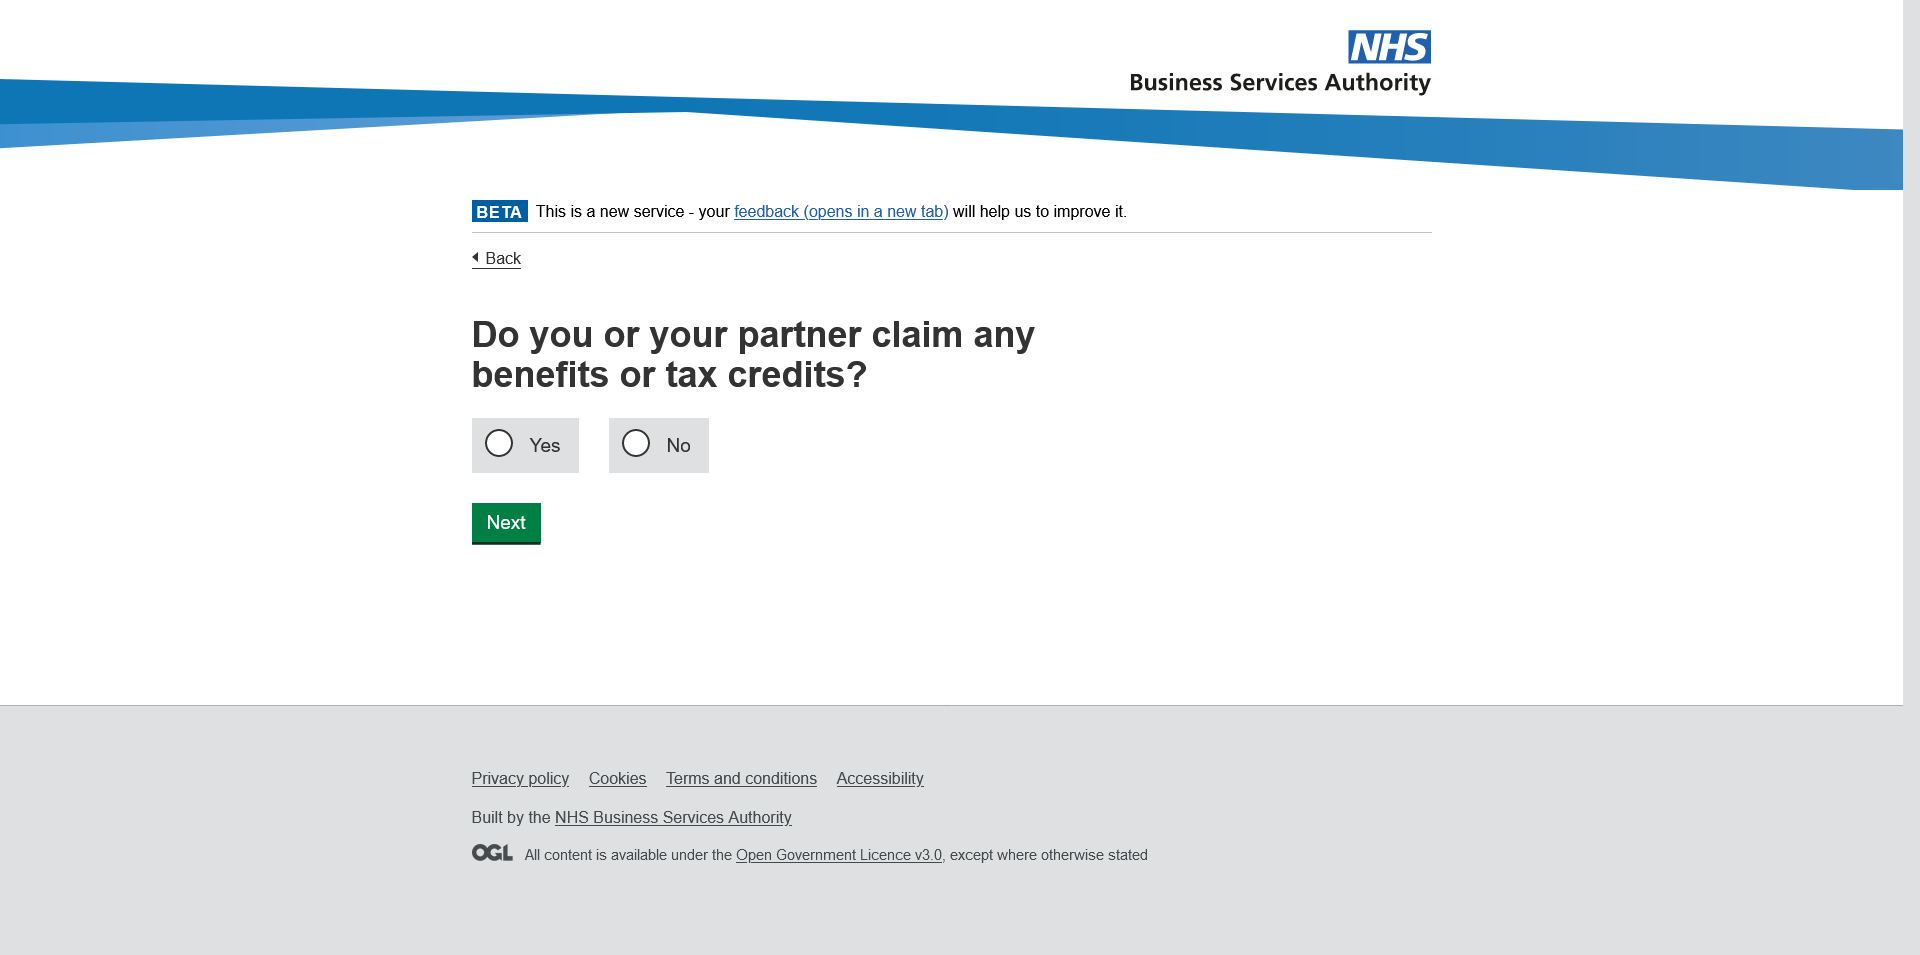 NHS
Business Services Authority
BETA This is a new service - your feedback (opens in a new tab) will help us to improve it.
Back
Do you or your partner claim any
benefits or tax credits?
Yes No
Next
Privacy policy Cookies Terms and conditions Accessibility
Built by the NHS Business Services Authority
OGL All content is available under the Open Government Licence v3.0, except where otherwise stated